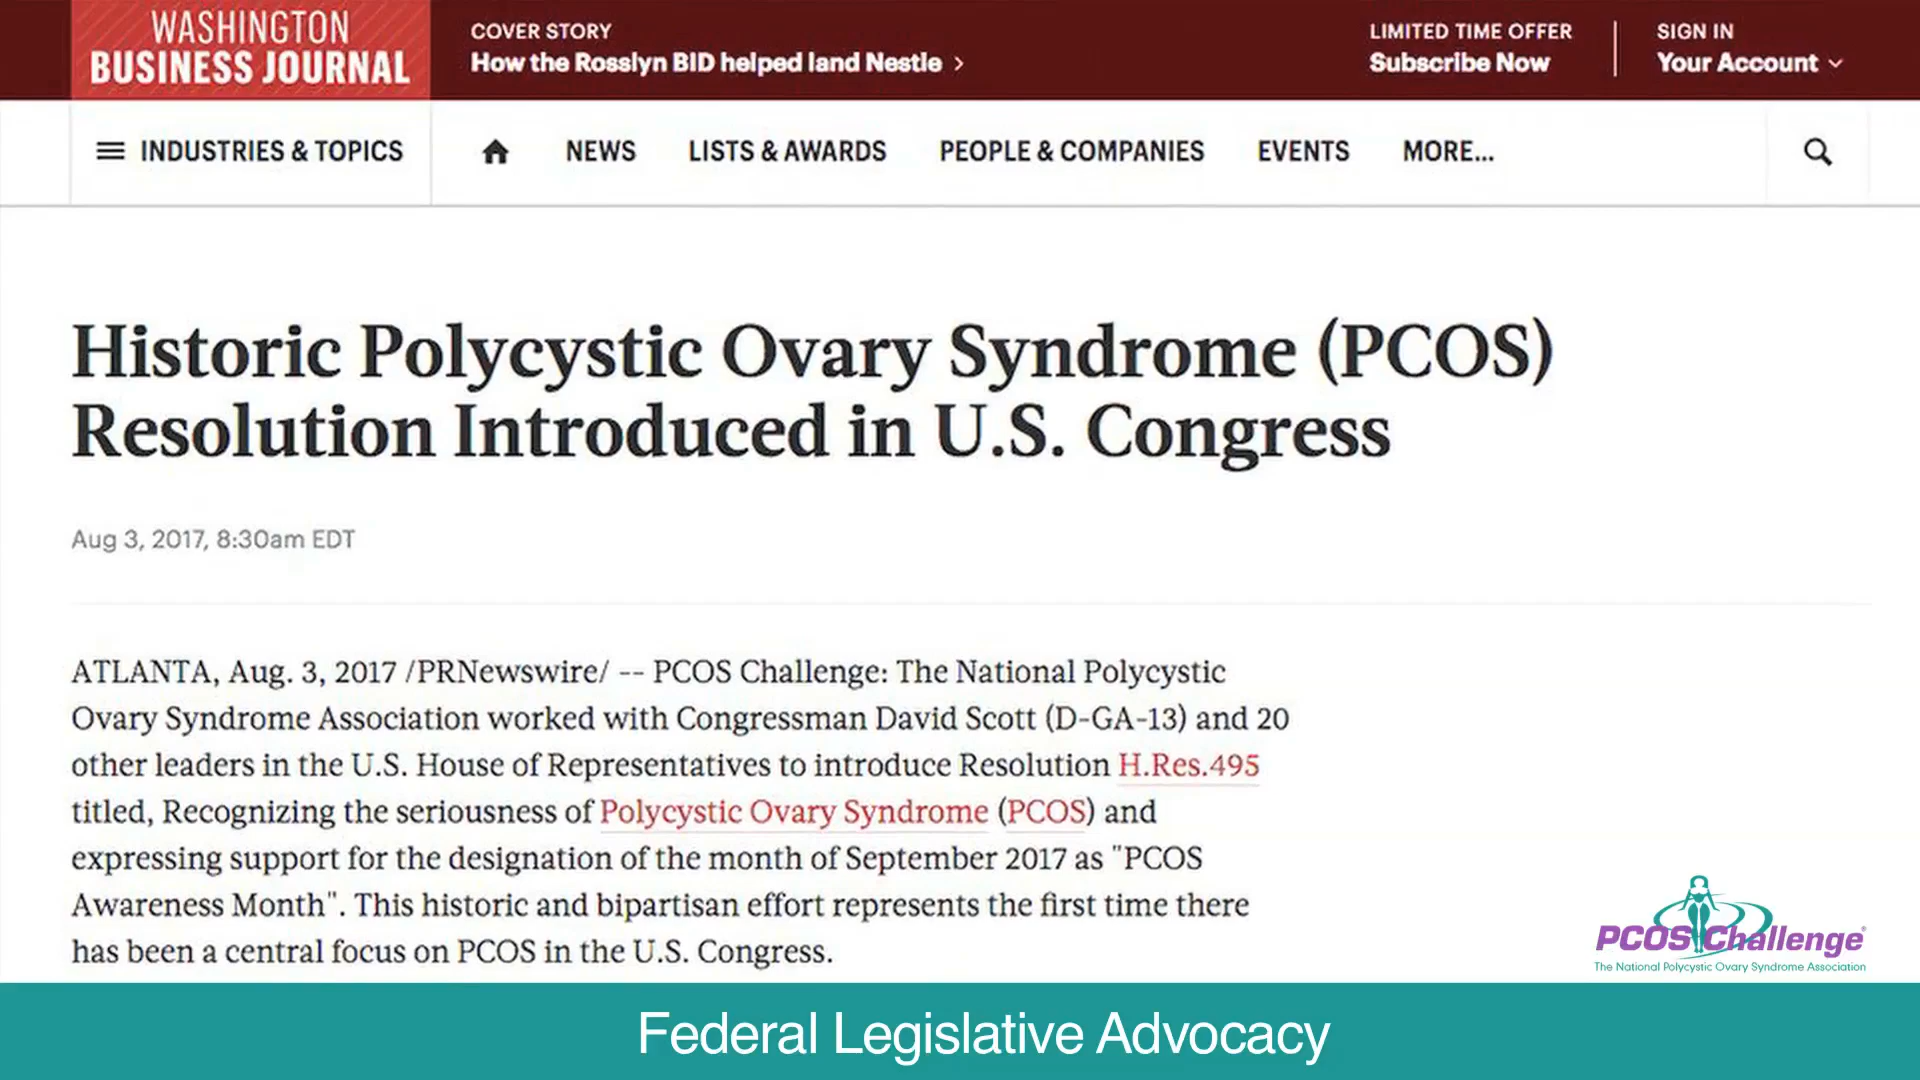 WASHINGTON
BUSINESS JOURNAL
COVER STORY
How the Rosslyn BID helped land Nestle >
LIMITED TIME OFFER
Subscribe Now
SIGN IN
Your Account
INDUSTRIES & TOPICS
NEWS
LISTS & AWARDS
PEOPLE & COMPANIES
EVENTS
MORE...
Historic Polycystic Ovary Syndrome (PCOS)
Resolution Introduced in U.S. Congress
Aug 3, 2017, 8:30am EDT
ATLANTA, Aug. 3, 2017 /PRNewswire/ -- PCOS Challenge: The National Polycystic
Ovary Syndrome Association worked with Congressman David Scott (D-GA-13) and 20
other leaders in the U.S. House of Representatives to introduce Resolution H.Res.495
titled, Recognizing the seriousness of Polycystic Ovary Syndrome (PCOS) and
expressing support for the designation of the month of September 2017 as "PCOS
Awareness Month". This historic and bipartisan effort represents the first time there
has been a central focus on PCOS in the U.S. Congress.
PCOS Challenge®
The National Polycystic Ovary Syndrome Association
Federal Legislative Advocacy